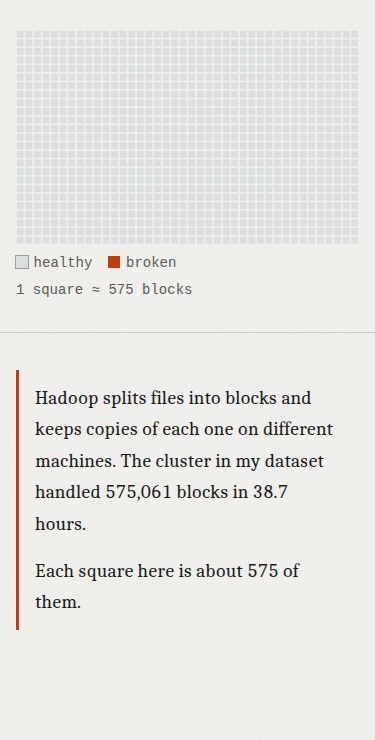 healthy broken
1 square ≈ 575 blocks
Hadoop splits files into blocks and
keeps copies of each one on different
machines. The cluster in my dataset
handled 575,061 blocks in 38.7
hours.
Each square here is about 575 of
them.